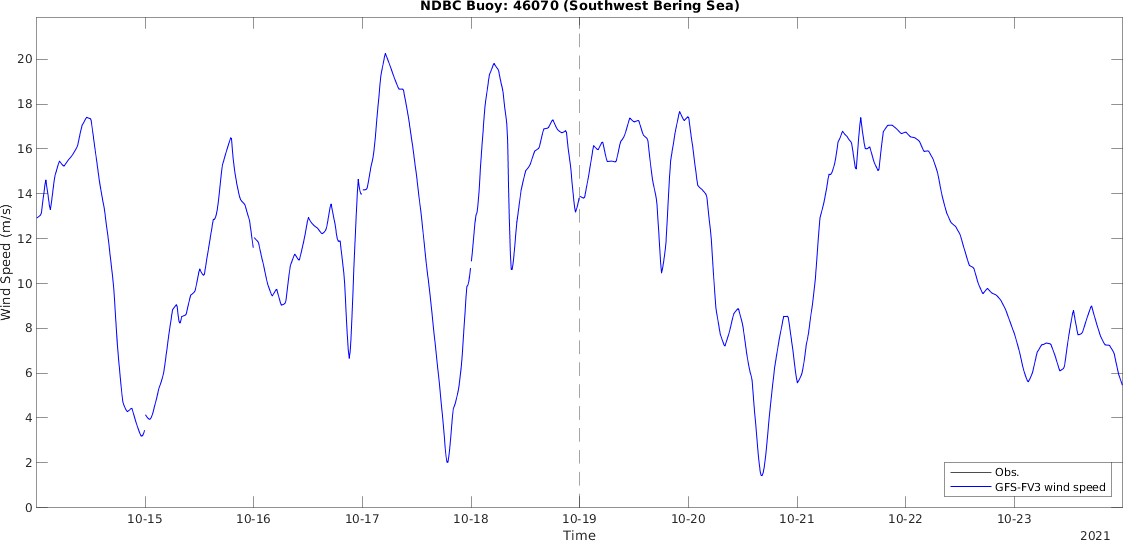 NDBC Buoy: 46070 (Southwest Bering Sea)
Wind Speed (m/s)
20
18
16
14
12
10
8
6
4
2
0
10-15 10-16 10-17 10-18 10-19 10-20 10-21 10-22 10-23
Time
2021
Obs.
GFS-FV3 wind speed